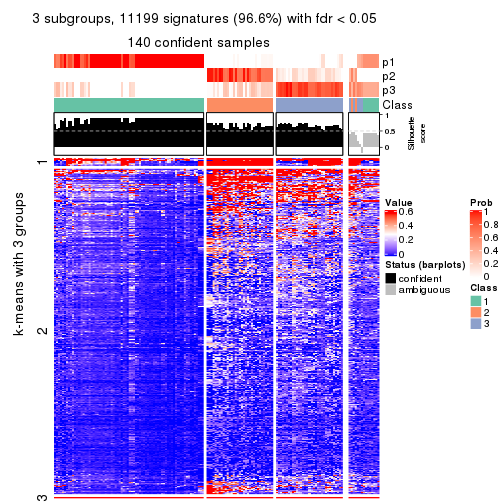 3 subgroups, 11199 signatures (96.6%) with fdr < 0.05
140 confident samples
p1
p2
p3
Class
1
0.5
0
Silhouette
score
k-means with 3 groups
1
2
3
Value
0.6
0.4
0.2
0
Status (barplots)
confident
ambiguous
Prob
1
0.8
0.6
0.4
0.2
0
Class
1
2
3